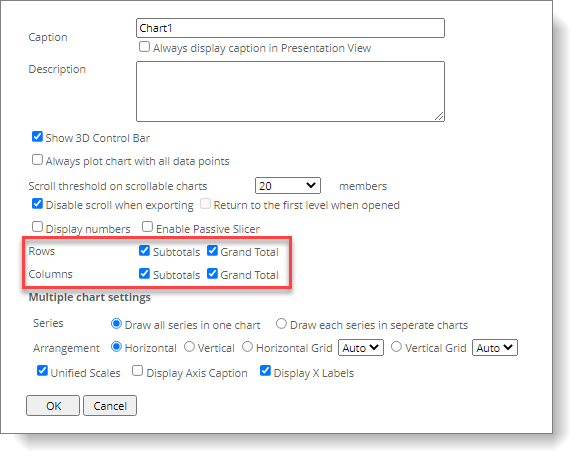 Caption Chart1
Always display caption in Presentation View
Description
Show 3D Control Bar
Always plot chart with all data points
Scroll threshold on scrollable charts 20 members
Disable scroll when exporting Return to the first level when opened
Display numbers Enable Passive Slicer
Rows Subtotals Grand Total
Columns Subtotals Grand Total
Multiple chart settings
Series Draw all series in one chart Draw each series in seperate charts
Arrangement Horizontal Vertical Horizontal Grid Auto Vertical Grid Auto
Unified Scales Display Axis Caption Display X Labels
OK Cancel